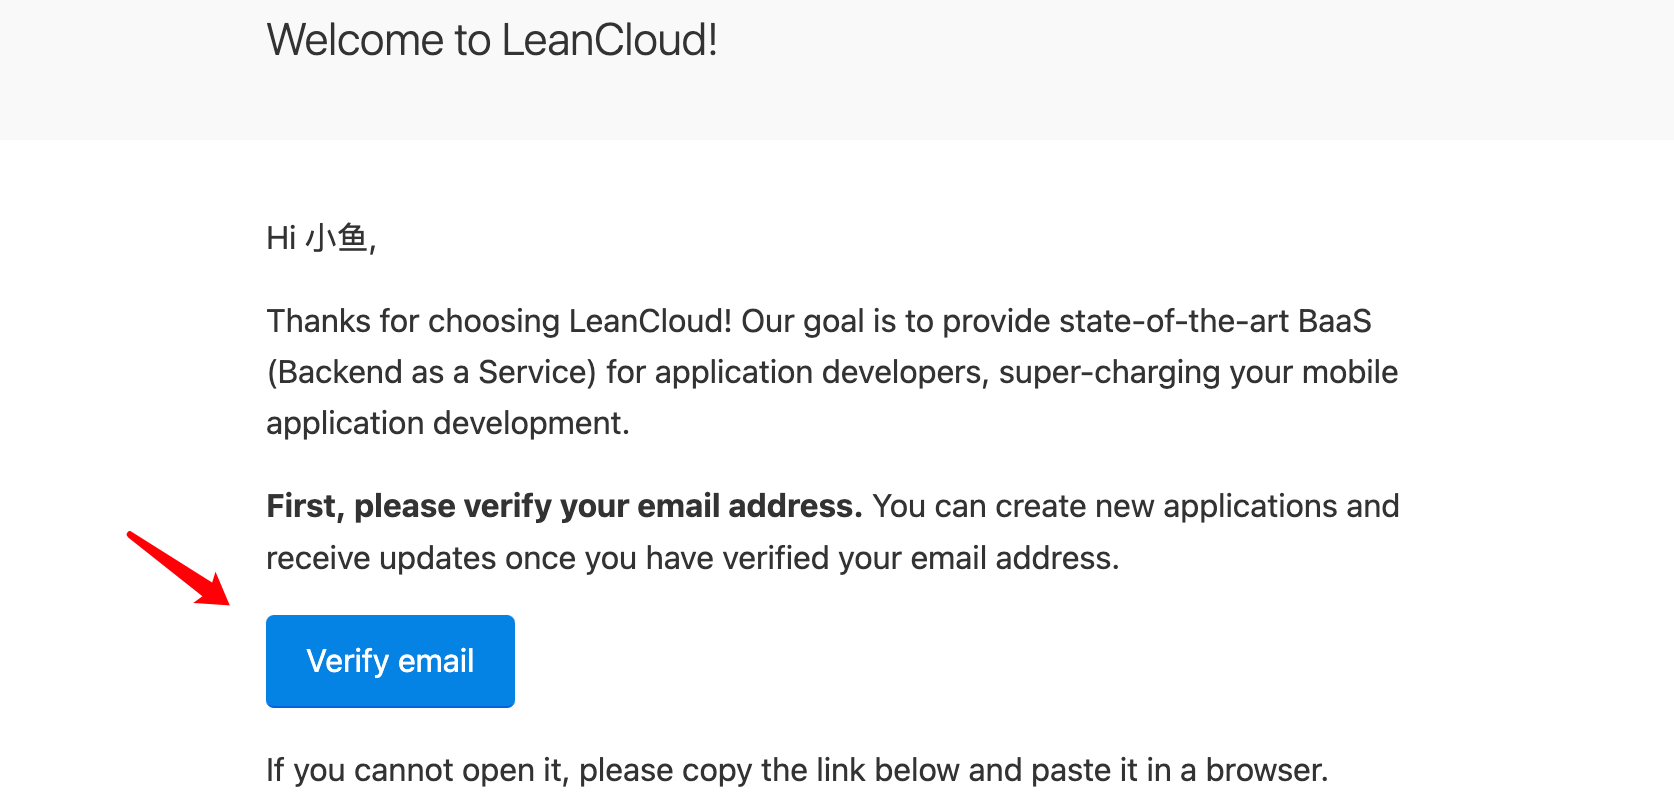 Welcome to LeanCloud!
Hi 小鱼,
Thanks for choosing LeanCloud! Our goal is to provide state-of-the-art BaaS
(Backend as a Service) for application developers, super-charging your mobile
application development.
First, please verify your email address. You can create new applications and
receive updates once you have verified your email address.
Verify email
If you cannot open it, please copy the link below and paste it in a browser.